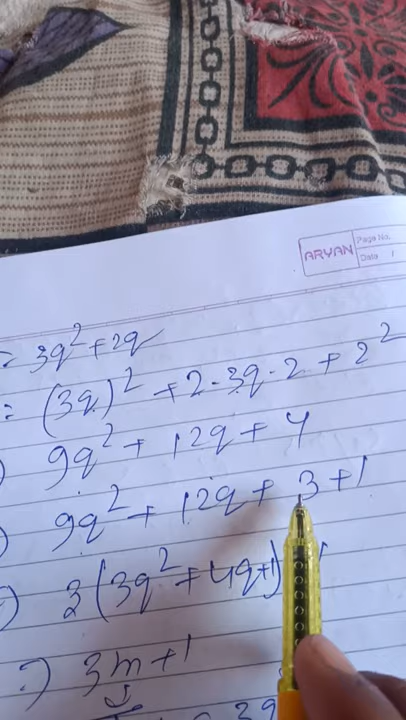 ARYAN
Page No.
Date /
= 3q² + 2q
= (3q)² + 2·3q·2 + 2²
) 9q² + 12q + 4
) 9q² + 12q + 3 + 1
) 3(3q² + 4q + 1)
∴) 3m + 1